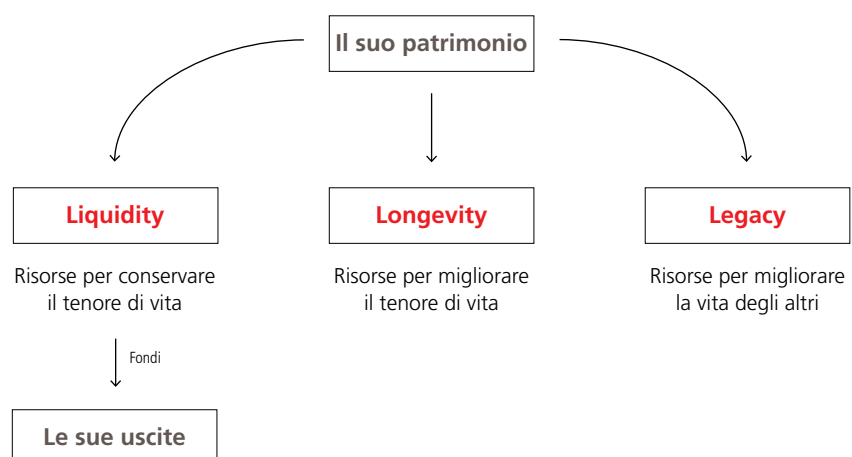 Il suo patrimonio
Liquidity
Longevity
Legacy
Risorse per conservare
il tenore di vita
Risorse per migliorare
il tenore di vita
Risorse per migliorare
la vita degli altri
Fondi
Le sue uscite